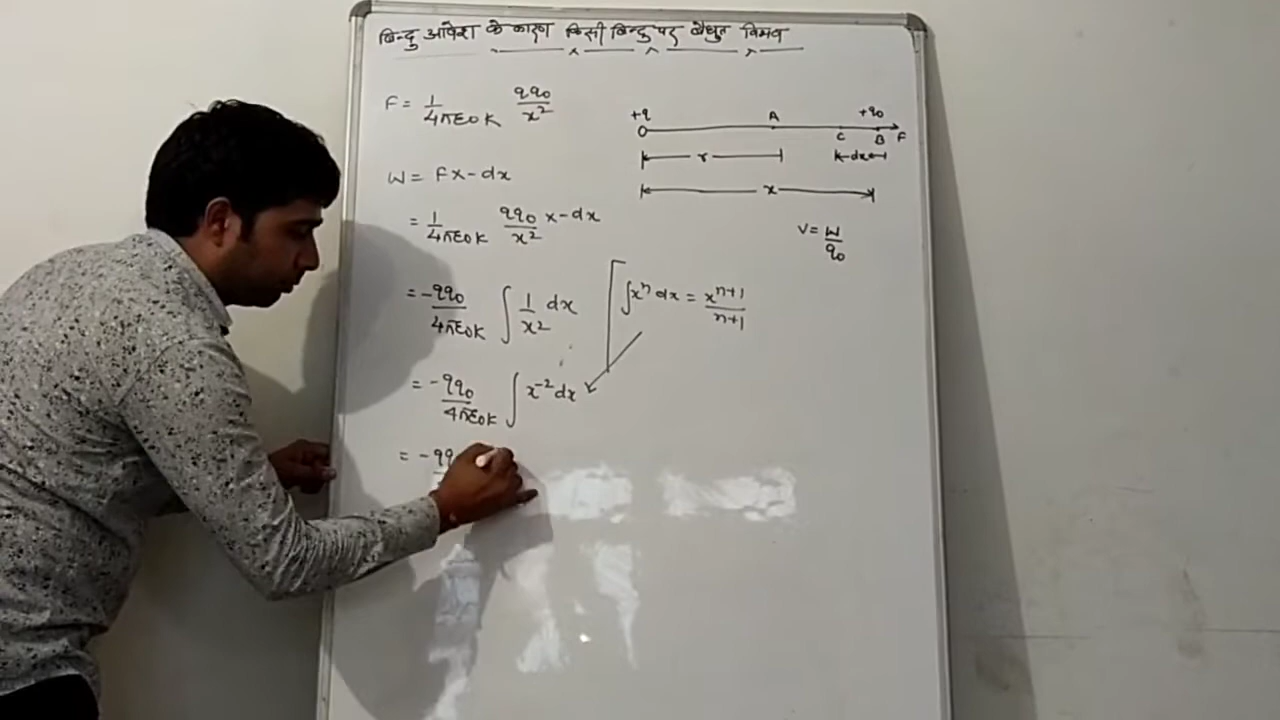 बिन्दु आवेश के कारण किसी बिन्दु पर वैधुत विभव
F = 1/4πε0K qq0/x²
W = F x - dx
= 1/4πε0K qq0/x² x - dx
= -qq0/4πε0K ∫ 1/x² dx
= -qq0/4πε0K ∫ x⁻² dx
= -qq
+q A +q0
O C B F
r dx
x
V = W/q0
∫xⁿ dx = xⁿ⁺¹/n+1